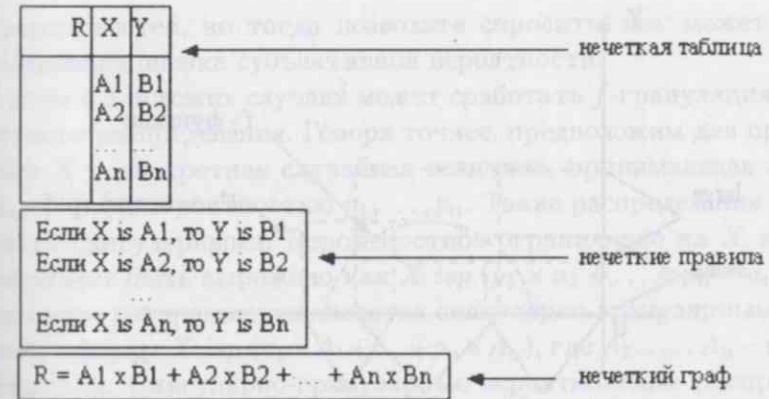 R X Y
нечеткая таблица
A1 B1
A2 B2
... ...
An Bn
Если X is A1, то Y is B1
Если X is A2, то Y is B2
нечеткие правила
...
Если X is An, то Y is Bn
R = A1 x B1 + A2 x B2 + ... + An x Bn
нечеткий граф